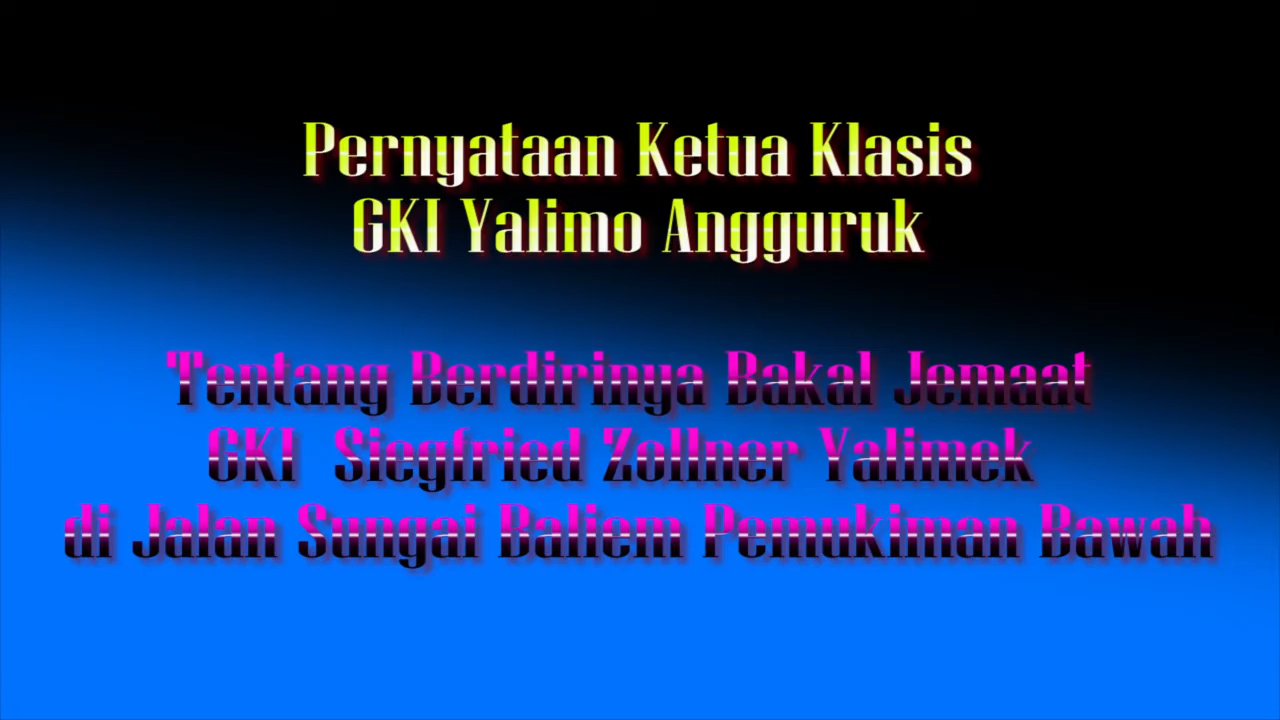 Pernyataan Ketua Klasis
GKI Yalimo Angguruk
Tentang Berdirinya Bakal Jemaat
GKI Siegfried Zollner Yalimek
di Jalan Sungai Baliem Pemukiman Bawah